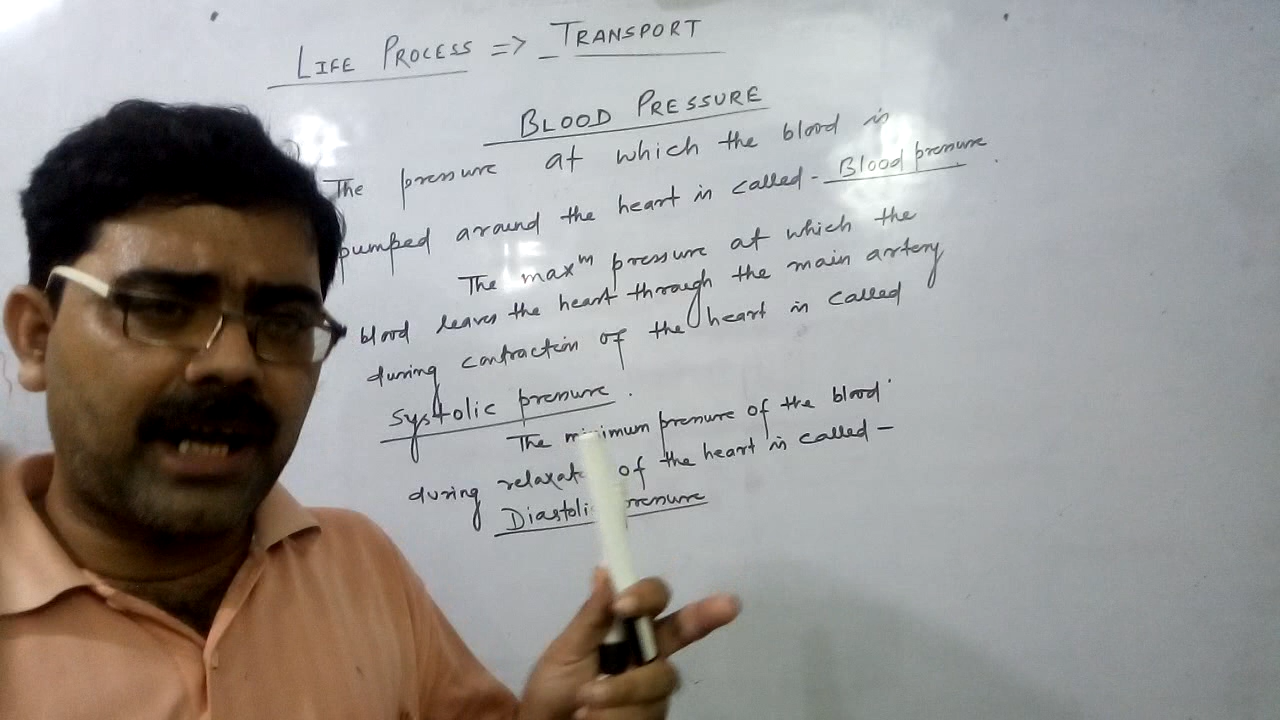 LIFE PROCESS => TRANSPORT
BLOOD PRESSURE
The pressure at which the blood is
pumped around the heart is called - Blood pressure.
The maxᵐ pressure at which the
blood leaves the heart through the main artery
during contraction of the heart is called
systolic pressure.
The minimum pressure of the blood
during of the heart is called -
Diastolic pressure